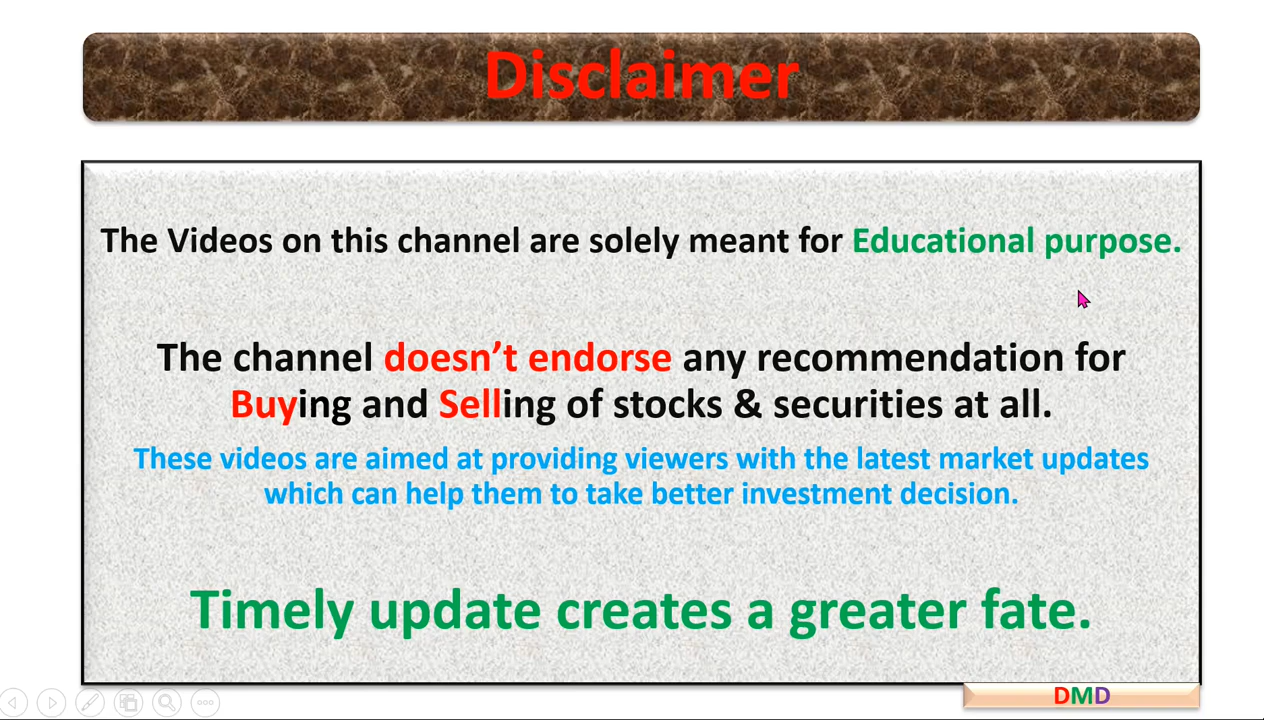 Disclaimer
The Videos on this channel are solely meant for Educational purpose.
The channel doesn’t endorse any recommendation for
Buying and Selling of stocks & securities at all.
These videos are aimed at providing viewers with the latest market updates
which can help them to take better investment decision.
Timely update creates a greater fate.
DMD